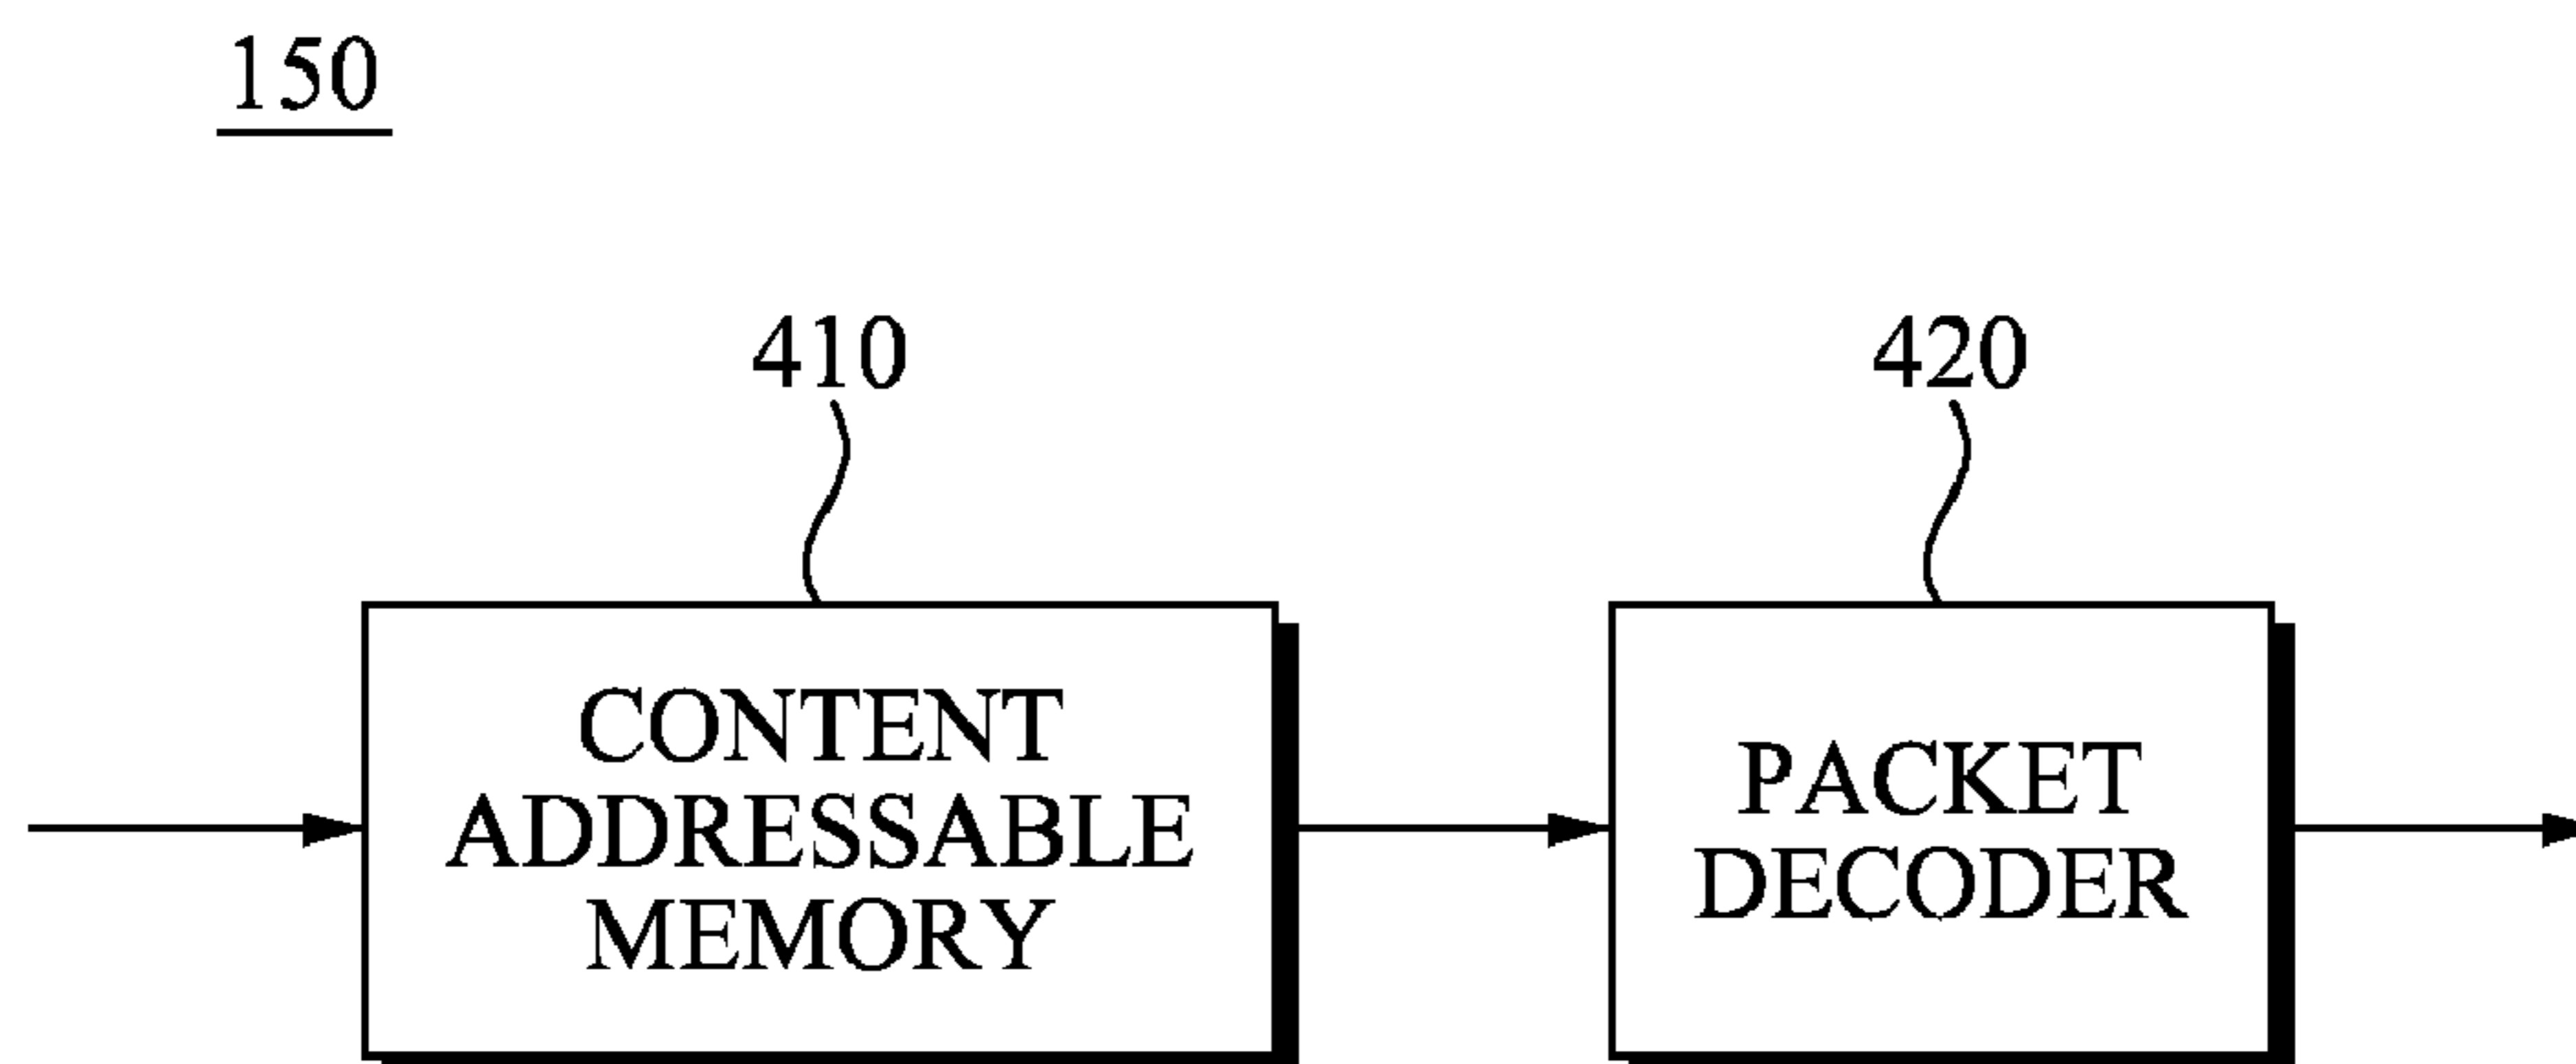 150
410
420
CONTENT
ADDRESSABLE
MEMORY
PACKET
DECODER